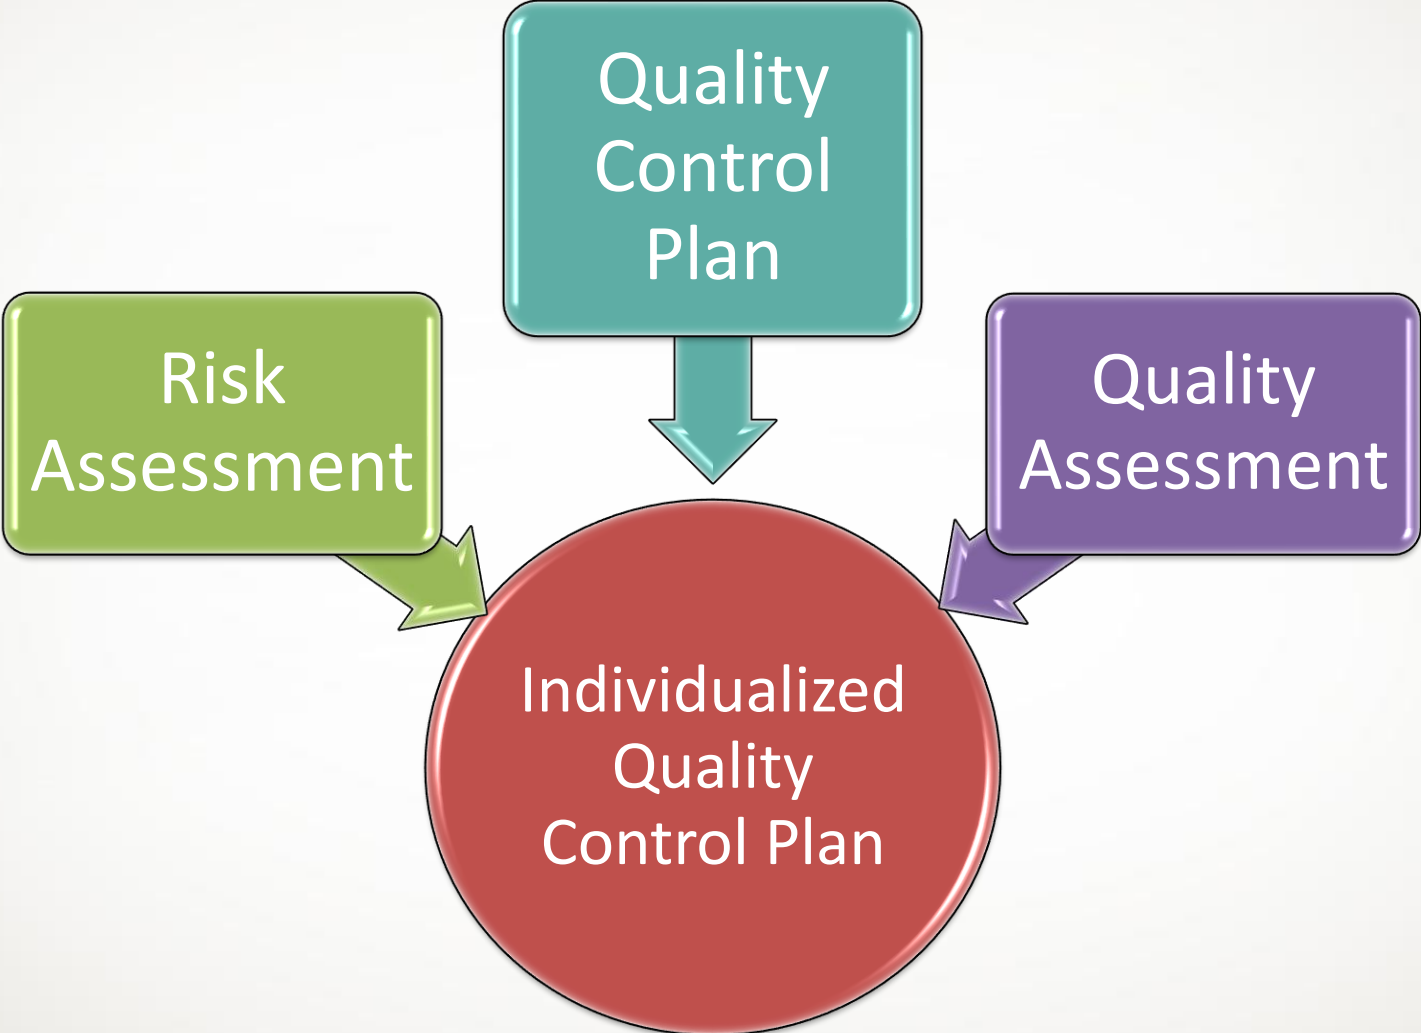 Quality
Control
Plan
Risk
Assessment
Quality
Assessment
Individualized
Quality
Control Plan